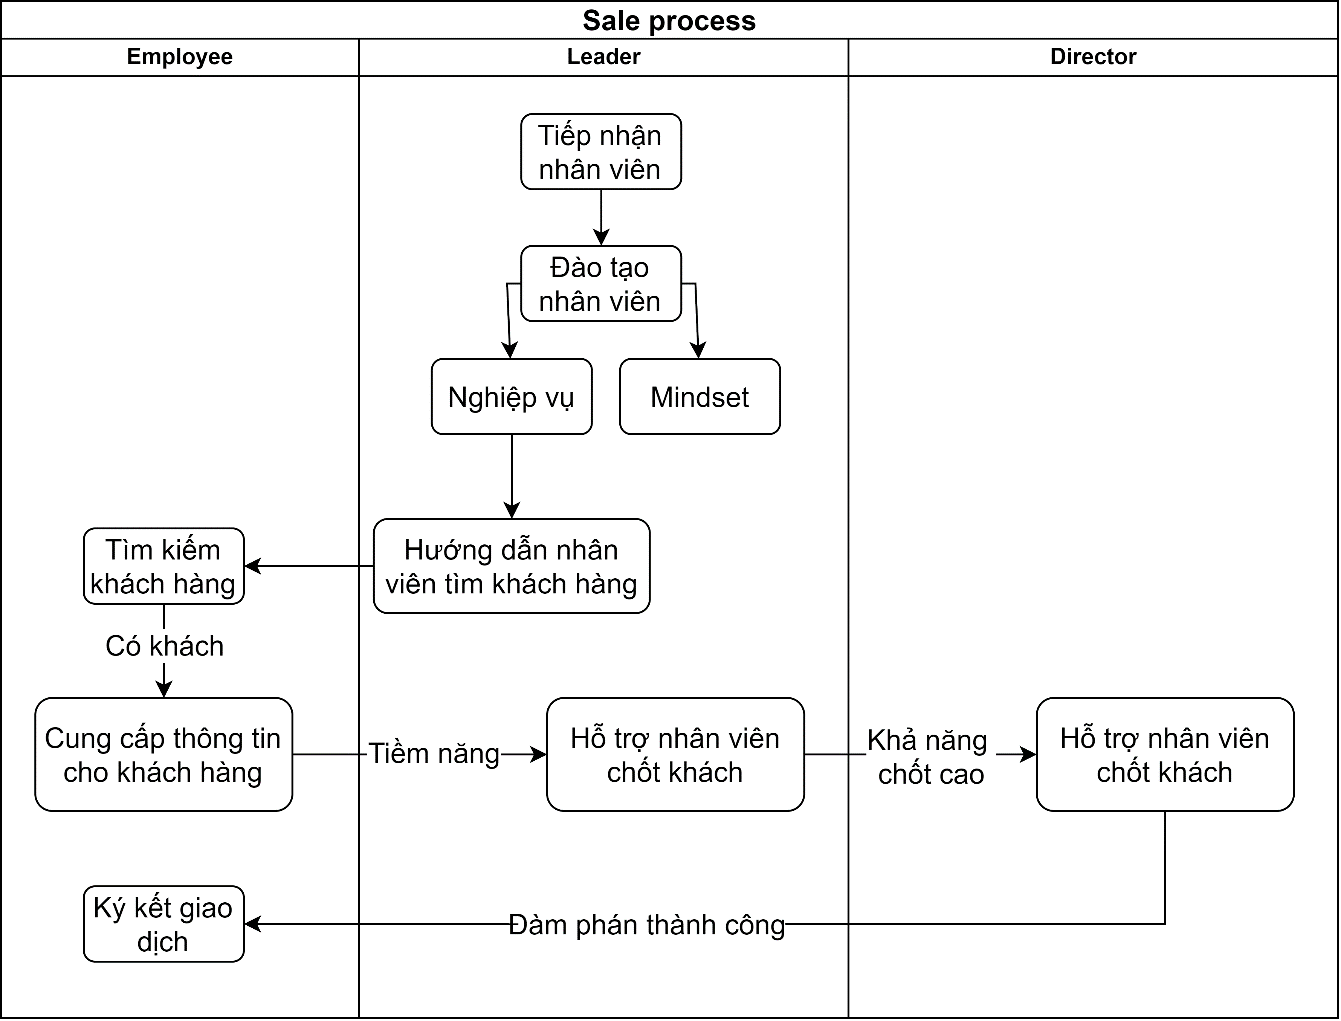 Sale process
Employee
Leader
Director
Tiếp nhận
nhân viên
Đào tạo
nhân viên
Nghiệp vụ
Mindset
Hướng dẫn nhân
viên tìm khách hàng
Tìm kiếm
khách hàng
Có khách
Cung cấp thông tin
cho khách hàng
Tiềm năng
Hỗ trợ nhân viên
chốt khách
Khả năng
chốt cao
Hỗ trợ nhân viên
chốt khách
Đàm phán thành công
Ký kết giao
dịch